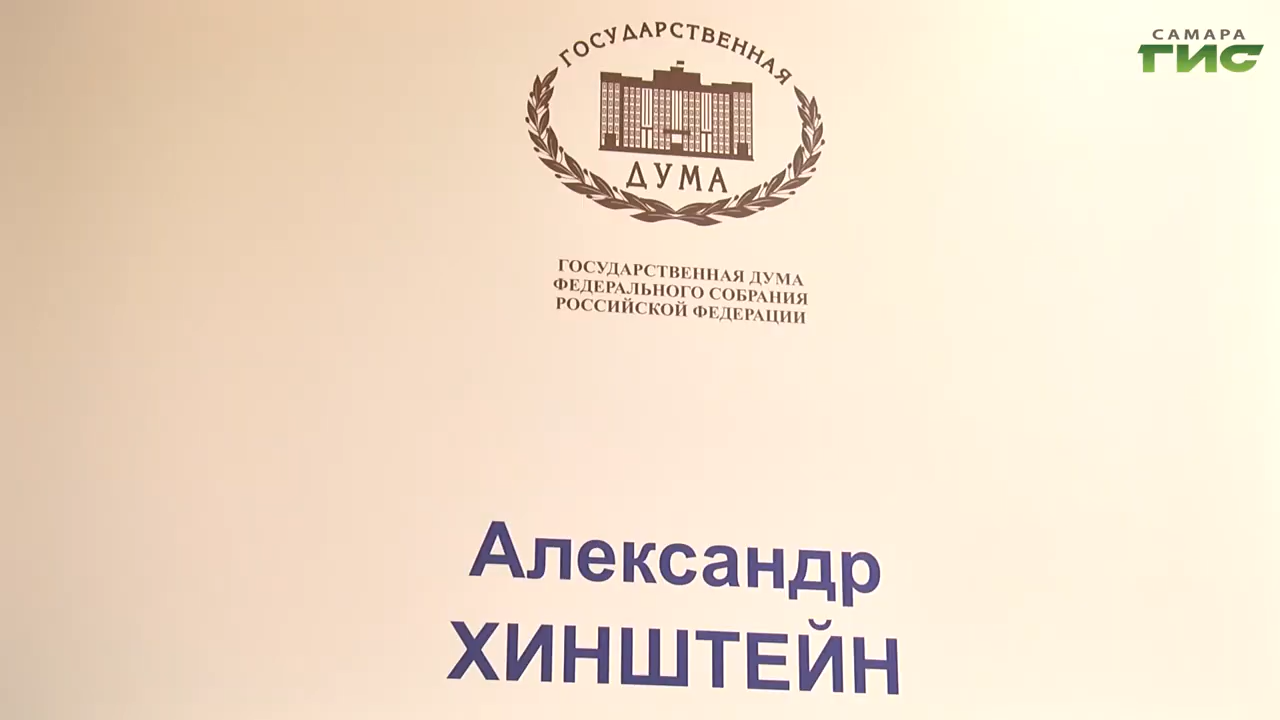 САМАРА
ГИС
ГОСУДАРСТВЕННАЯ
ДУМА
ГОСУДАРСТВЕННАЯ ДУМА
ФЕДЕРАЛЬНОГО СОБРАНИЯ
РОССИЙСКОЙ ФЕДЕРАЦИИ
Александр
ХИНШТЕЙН